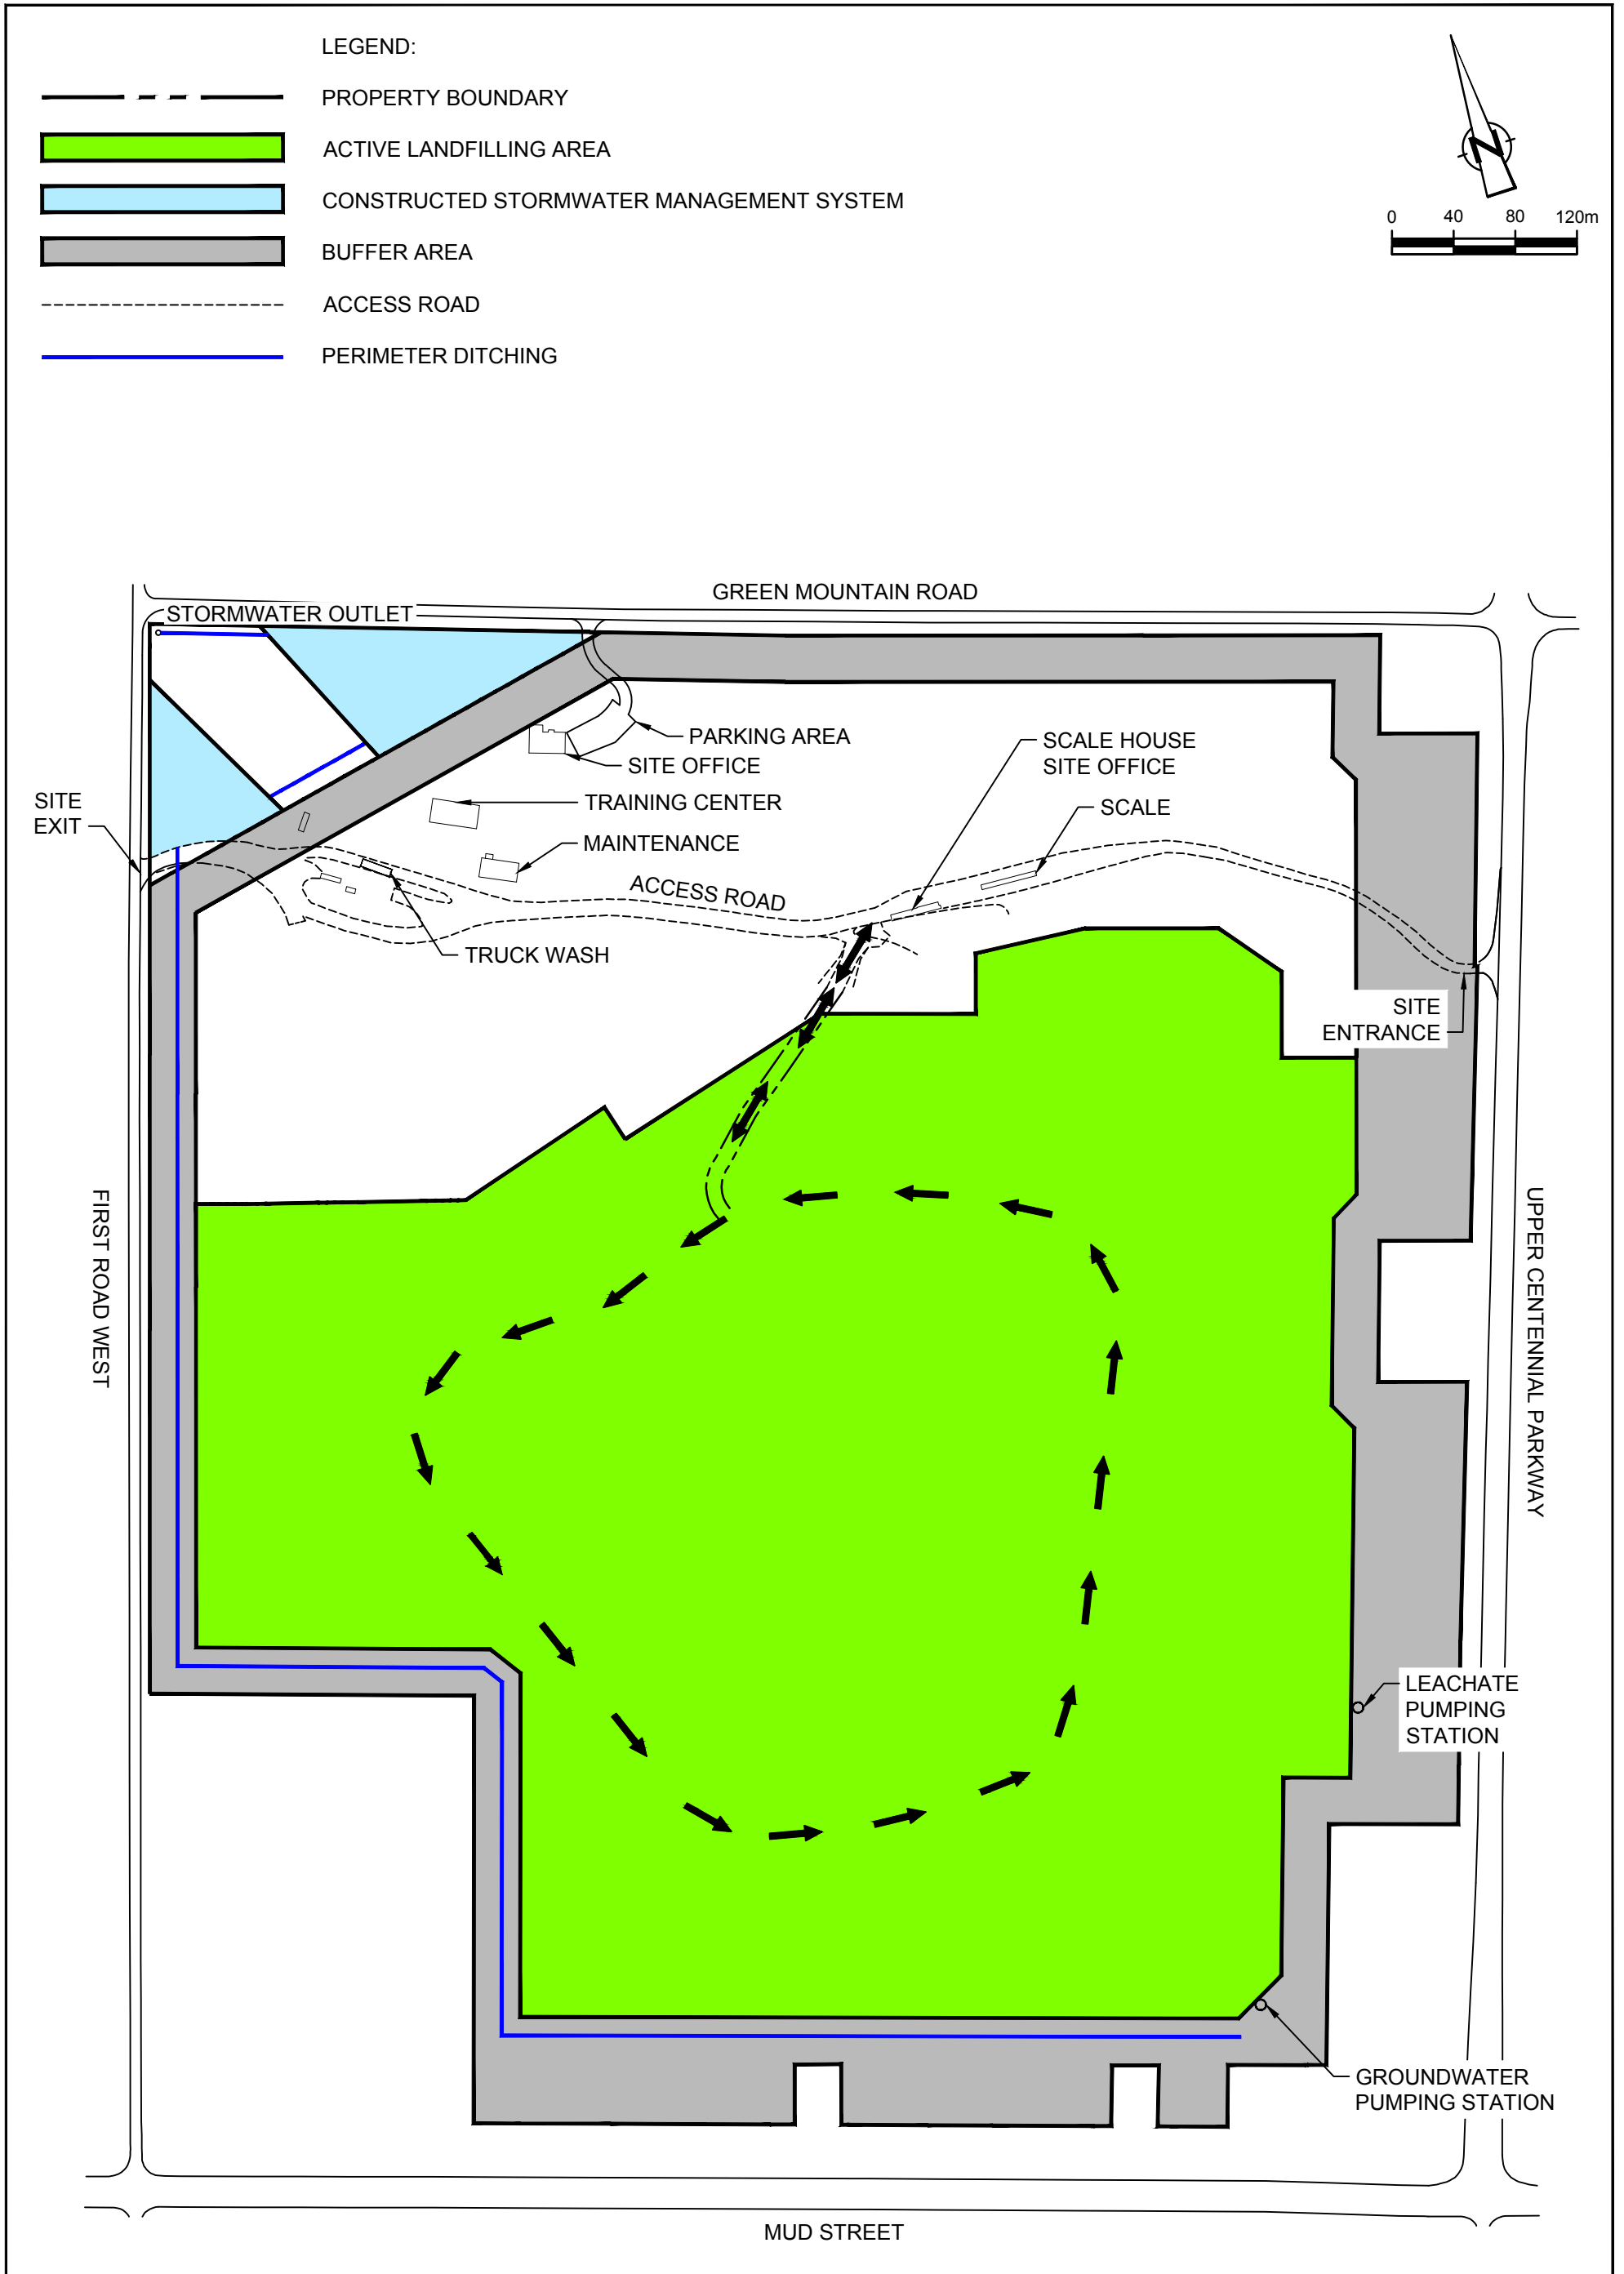 LEGEND:
PROPERTY BOUNDARY
ACTIVE LANDFILLING AREA
CONSTRUCTED STORMWATER MANAGEMENT SYSTEM
BUFFER AREA
ACCESS ROAD
PERIMETER DITCHING
N
0 40 80 120m
GREEN MOUNTAIN ROAD
STORMWATER OUTLET
PARKING AREA
SITE OFFICE
SCALE HOUSE
SITE OFFICE
TRAINING CENTER
SCALE
SITE
EXIT
MAINTENANCE
ACCESS ROAD
TRUCK WASH
SITE
ENTRANCE
FIRST ROAD WEST
UPPER CENTENNIAL PARKWAY
LEACHATE
PUMPING
STATION
GROUNDWATER
PUMPING STATION
MUD STREET